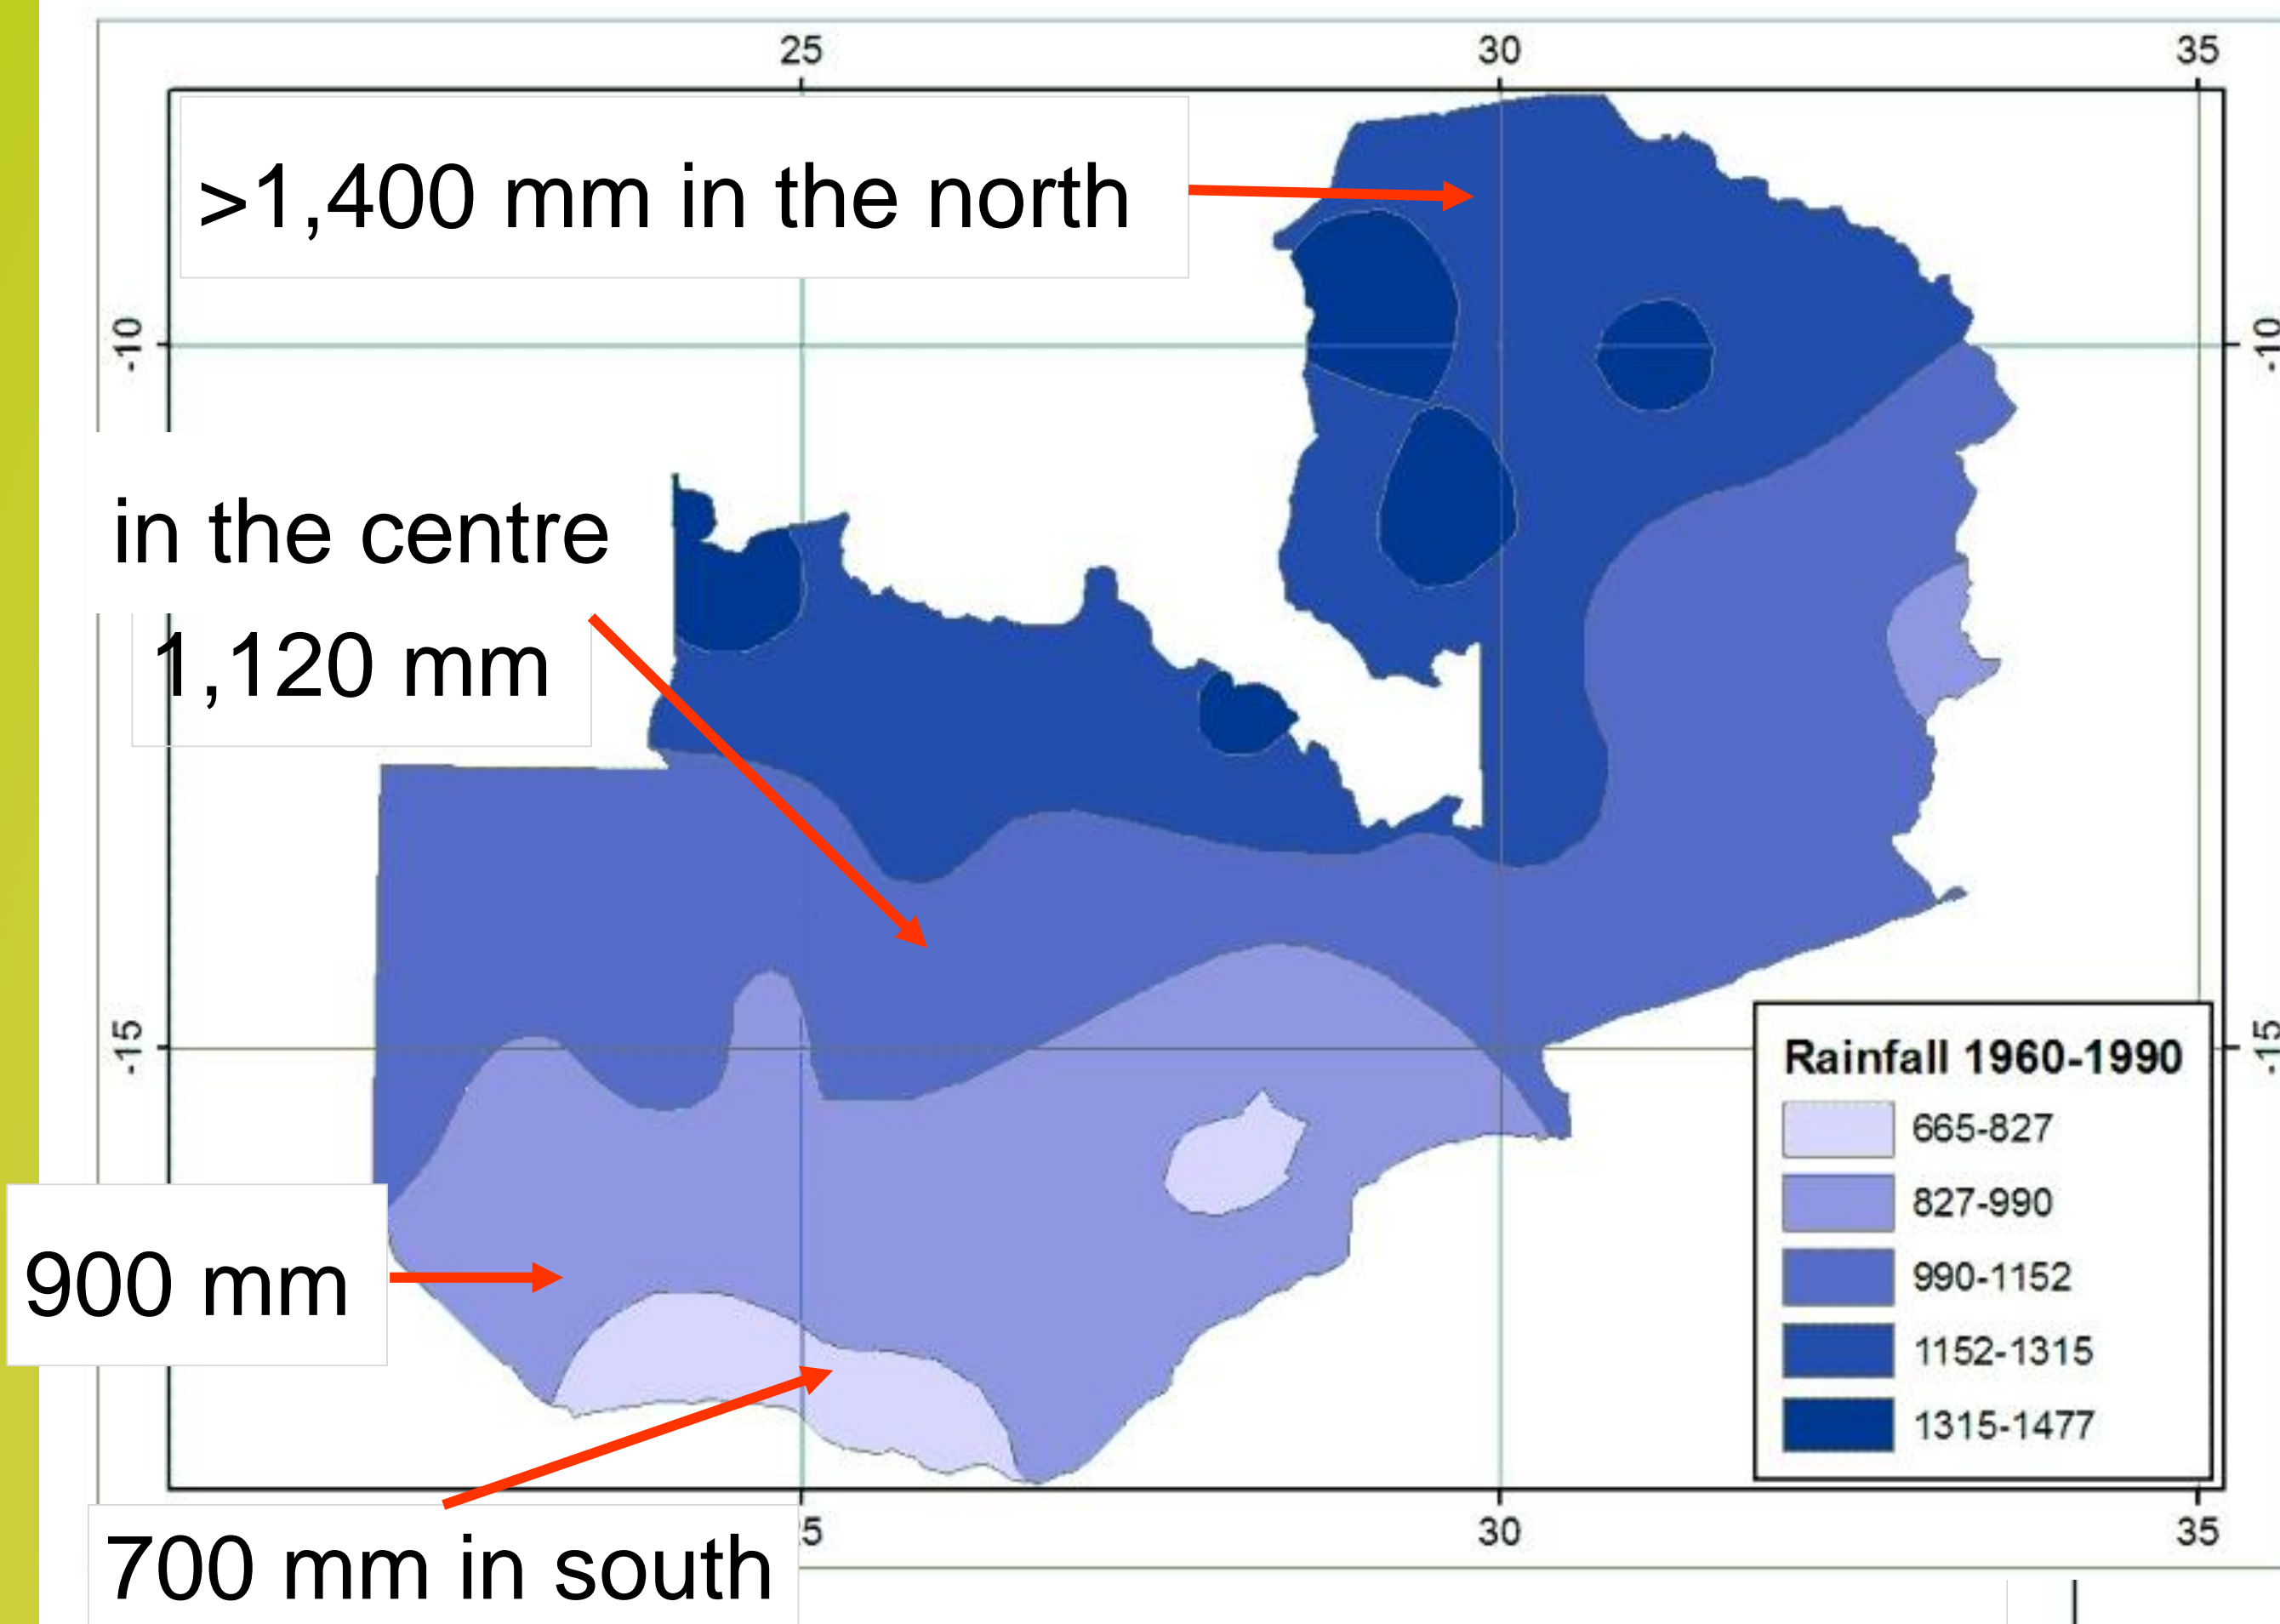 25 30 35
>1,400 mm in the north
-10 -10
in the centre
1,120 mm
-15 -15
Rainfall 1960-1990
665-827
827-990
990-1152
1152-1315
1315-1477
900 mm
5 30 35
700 mm in south